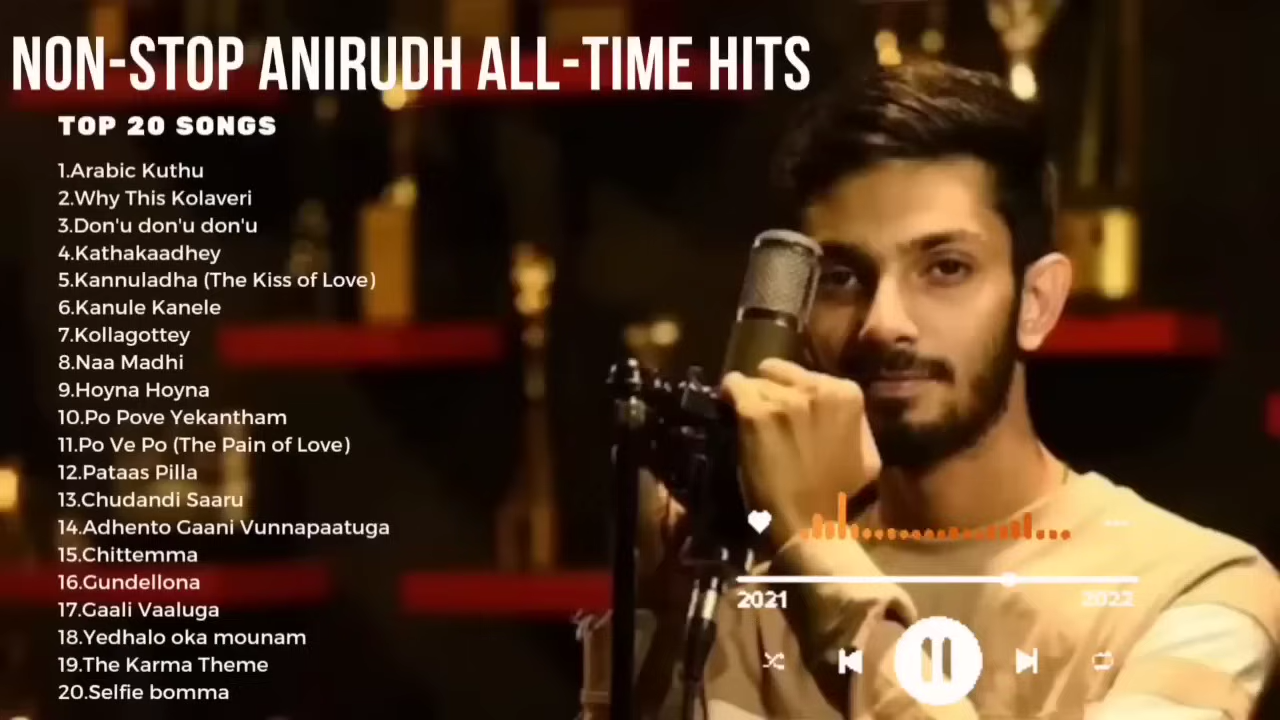 NON-STOP ANIRUDH ALL-TIME HITS
TOP 20 SONGS
1.Arabic Kuthu
2.Why This Kolaveri
3.Don'u don'u don'u
4.Kathakaadhey
5.Kannuladha (The Kiss of Love)
6.Kanule Kanele
7.Kollagottey
8.Naa Madhi
9.Hoyna Hoyna
10.Po Pove Yekantham
11.Po Ve Po (The Pain of Love)
12.Pataas Pilla
13.Chudandi Saaru
14.Adhento Gaani Vunnapaatuga
15.Chittemma
16.Gundellona
17.Gaali Vaaluga
18.Yedhalo oka mounam
19.The Karma Theme
20.Selfie bomma
2021 2022